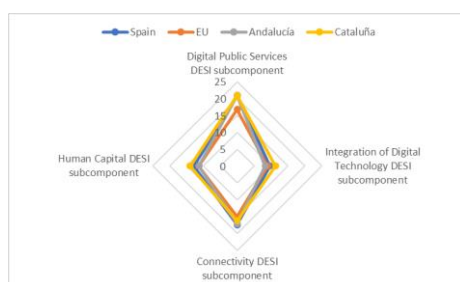 Spain EU Andalucía Cataluña
Digital Public Services
DESI subcomponent
25
20
15
10
5
0
Human Capital DESI
subcomponent
Integration of Digital
Technology DESI
subcomponent
Connectivity DESI
subcomponent